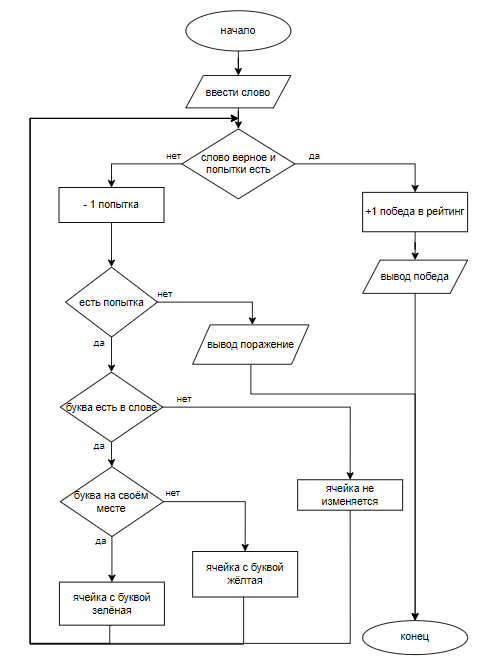 начало
ввести слово
слово верное и
попытки есть
нет
да
- 1 попытка
+1 победа в рейтинг
есть попытка
нет
вывод победа
да
вывод поражение
буква есть в слове
нет
да
буква на своём
месте
нет
ячейка не
изменяется
да
ячейка с буквой
жёлтая
ячейка с буквой
зелёная
конец